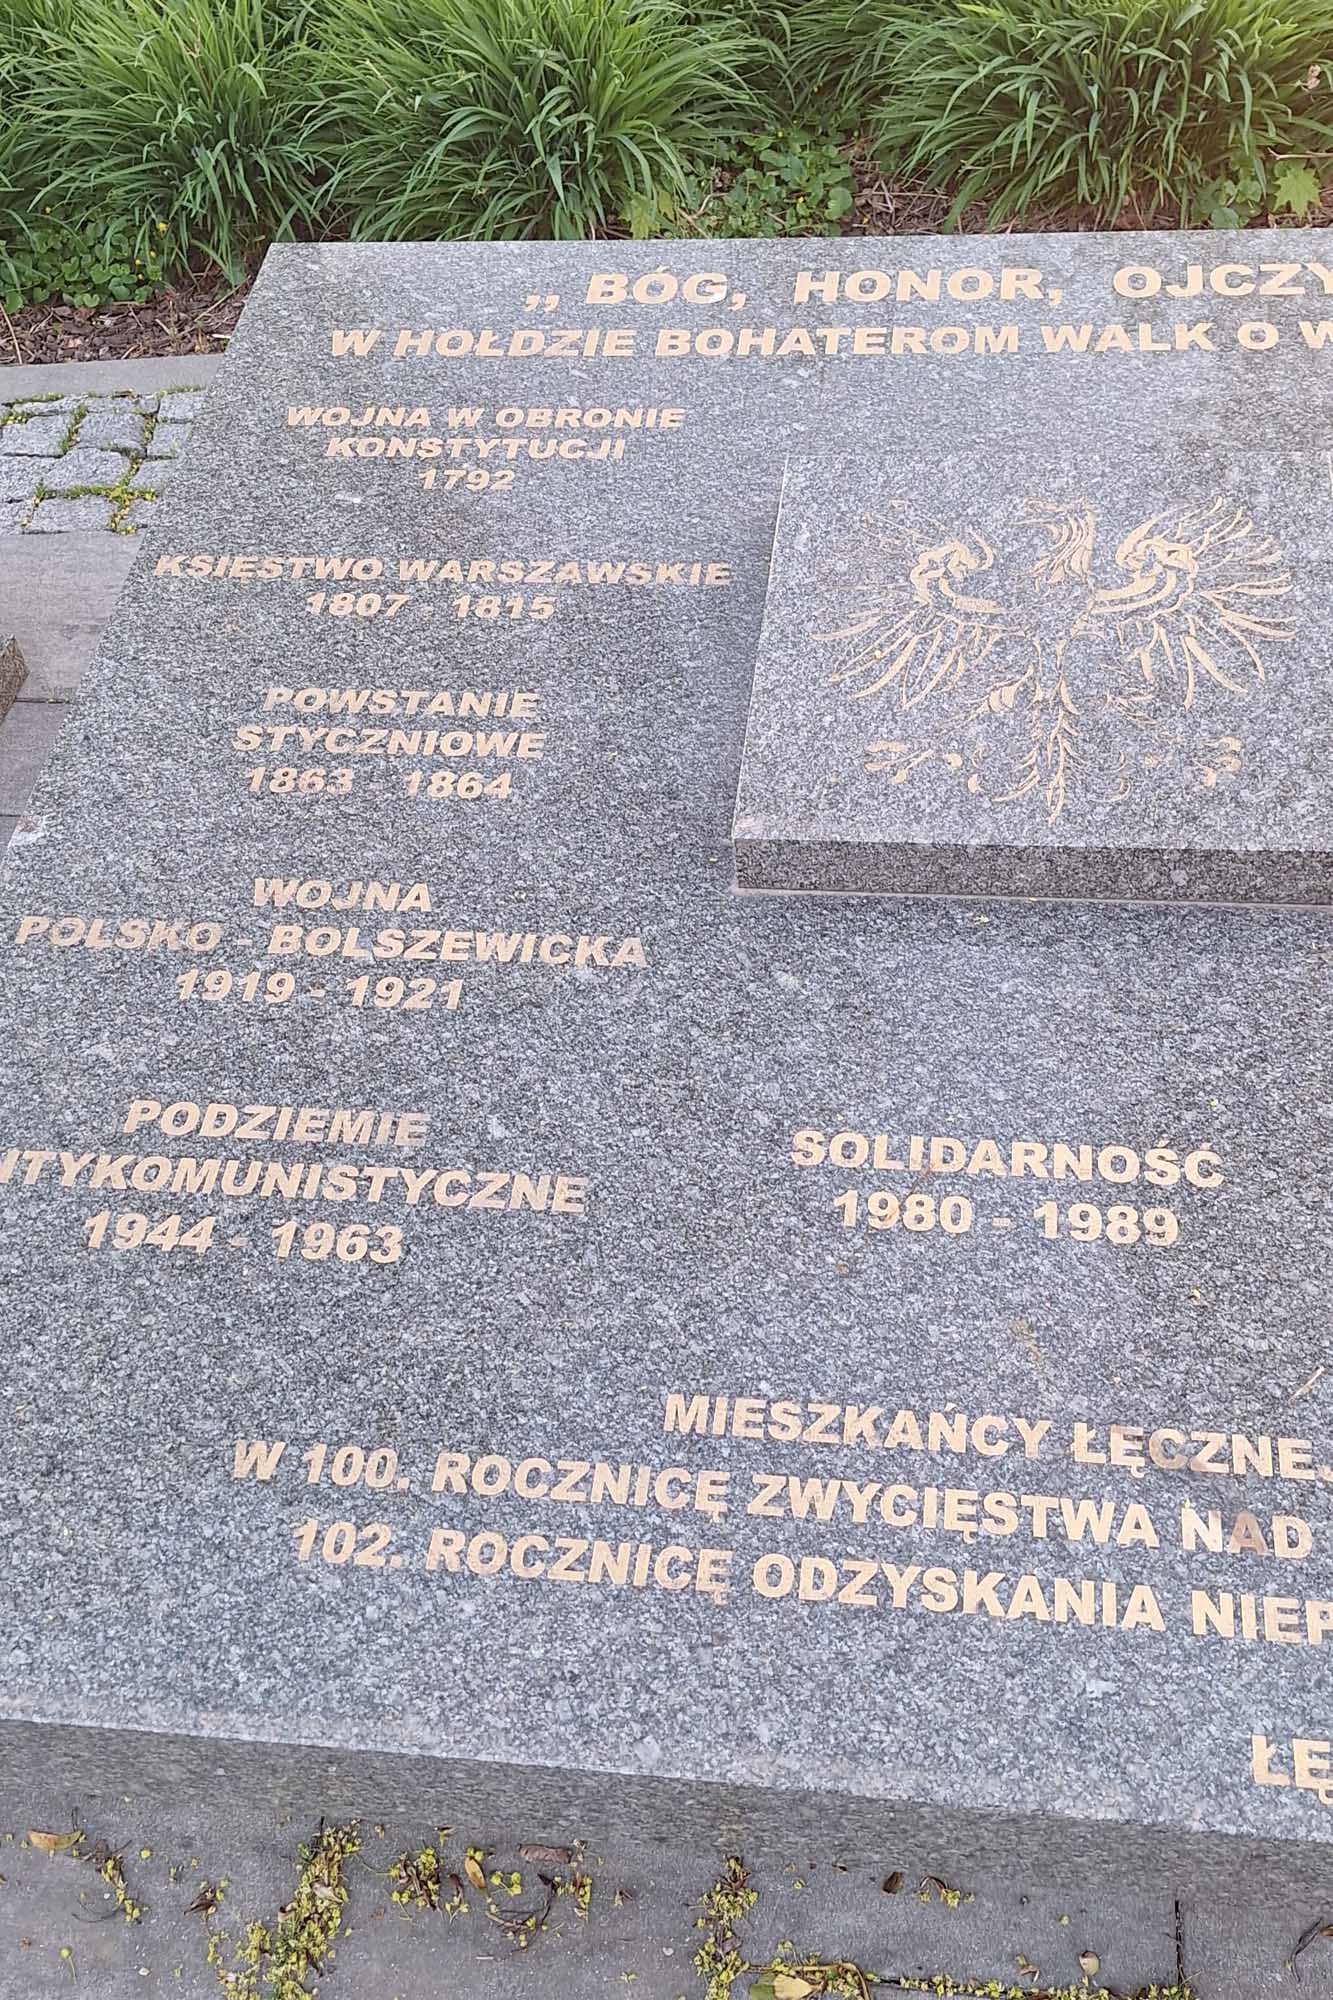 ,, BÓG, HONOR, OJCZY
W HOŁDZIE BOHATEROM WALK O W
WOJNA W OBRONIE
KONSTYTUCJI
1792
KSIĘSTWO WARSZAWSKIE
1807 - 1815
POWSTANIE
STYCZNIOWE
1863 - 1864
WOJNA
POLSKO - BOLSZEWICKA
1919 - 1921
PODZIEMIE
NTYKOMUNISTYCZNE
1944 - 1963
SOLIDARNOŚĆ
1980 - 1989
MIESZKAŃCY ŁĘCZNEJ
W 100. ROCZNICĘ ZWYCIĘSTWA NAD
102. ROCZNICĘ ODZYSKANIA NIEP
ŁĘ